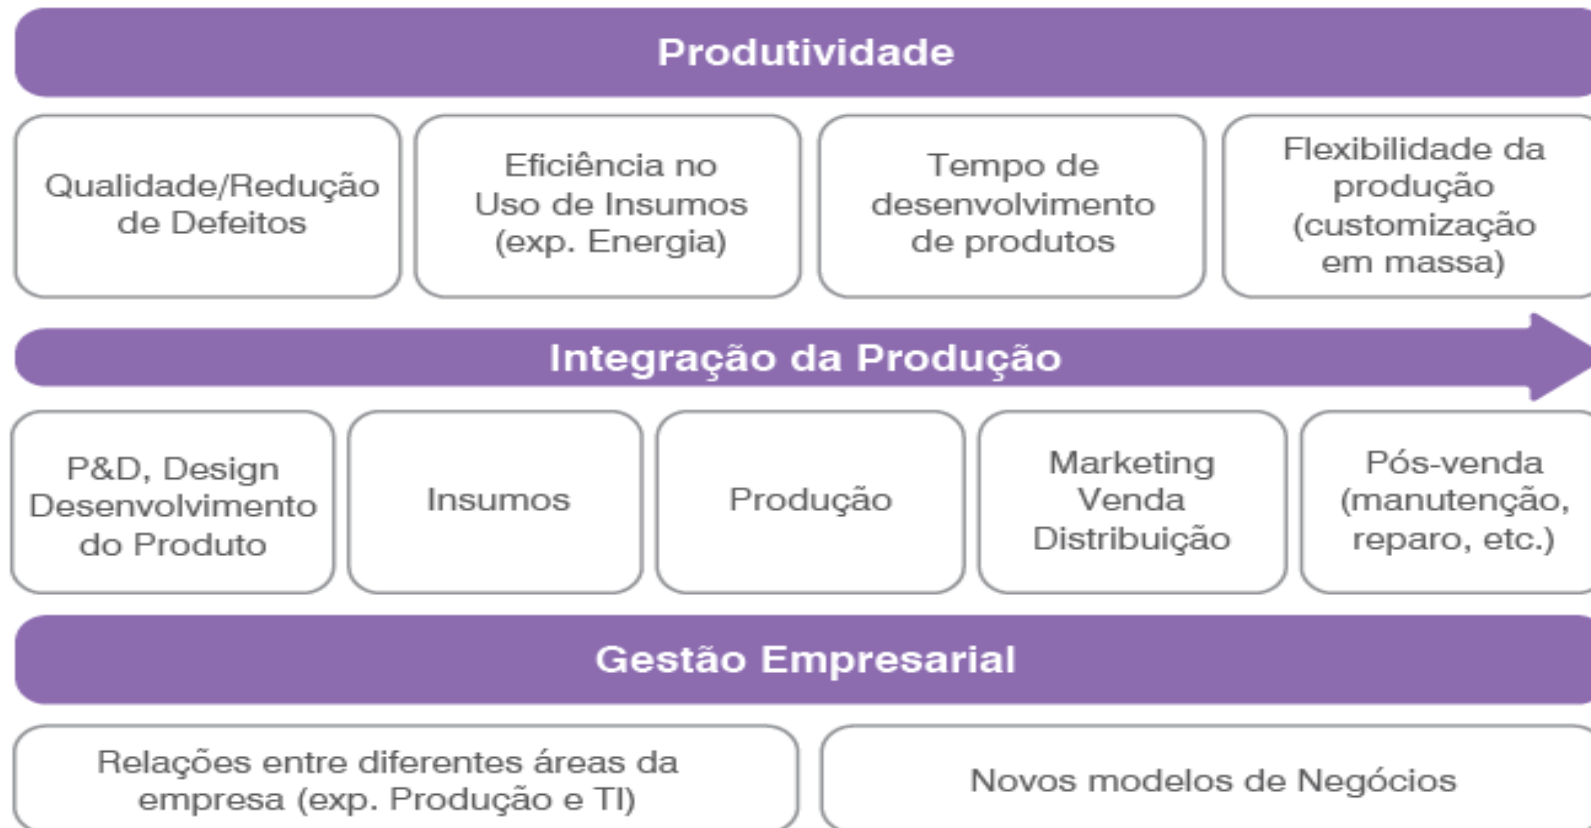 Produtividade
Qualidade/Redução
de Defeitos
Eficiência no
Uso de Insumos
(exp. Energia)
Tempo de
desenvolvimento
de produtos
Flexibilidade da
produção
(customização
em massa)
Integração da Produção
P&D, Design
Desenvolvimento
do Produto
Insumos
Produção
Marketing
Venda
Distribuição
Pós-venda
(manutenção,
reparo, etc.)
Gestão Empresarial
Relações entre diferentes áreas da
empresa (exp. Produção e TI)
Novos modelos de Negócios